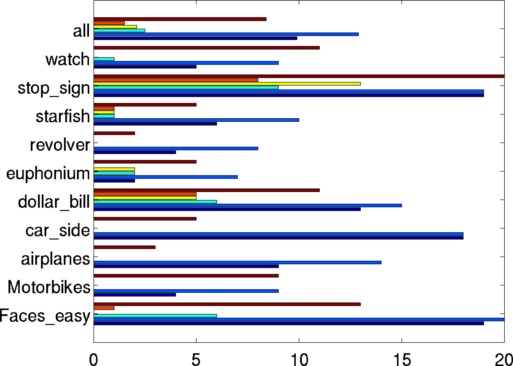 all
watch
stop_sign
starfish
revolver
euphonium
dollar_bill
car_side
airplanes
Motorbikes
Faces_easy
0 5 10 15 20